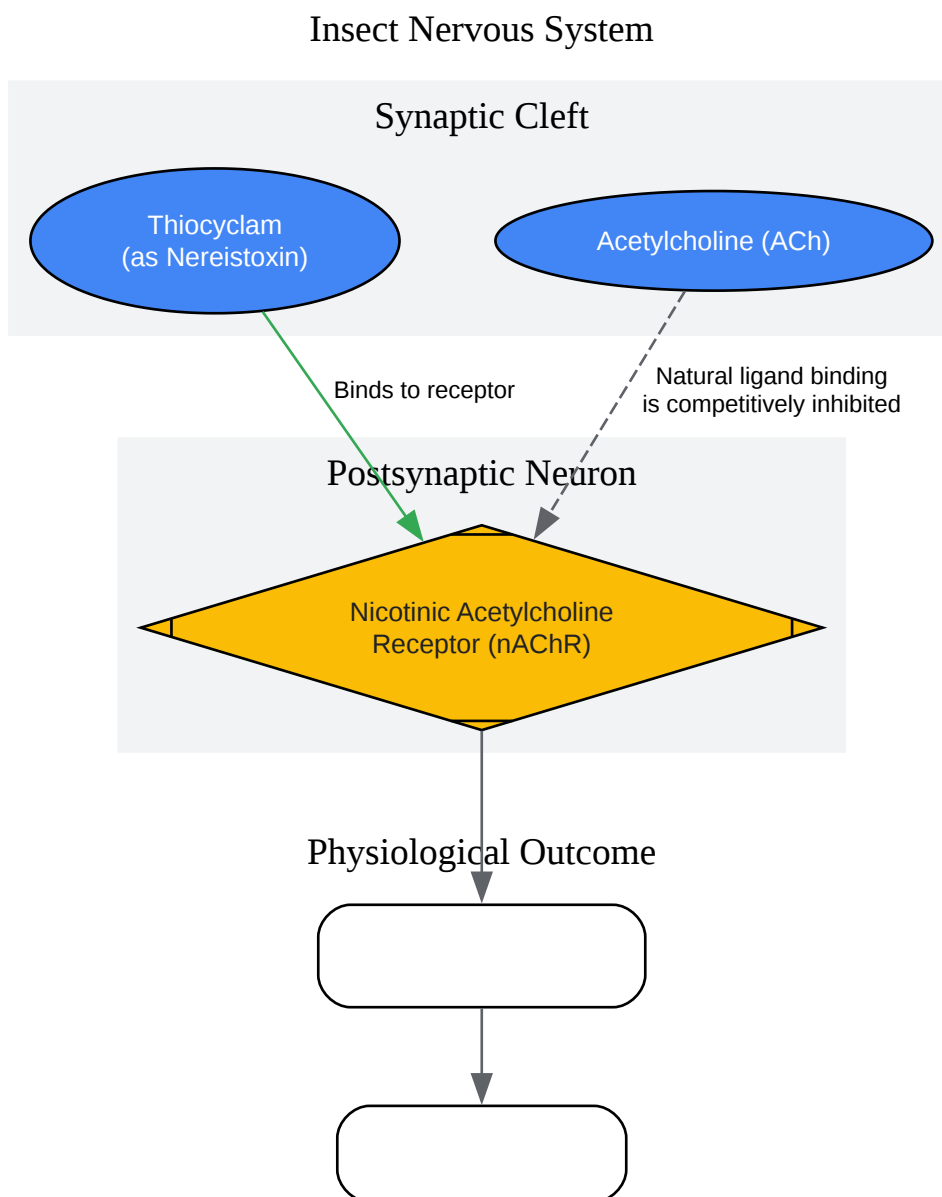 Insect Nervous System
Synaptic Cleft
Thiocyclam
(as Nereistoxin)
Acetylcholine (ACh)
Binds to receptor
Natural ligand binding
is competitively inhibited
Postsynaptic Neuron
Nicotinic Acetylcholine
Receptor (nAChR)
Physiological Outcome